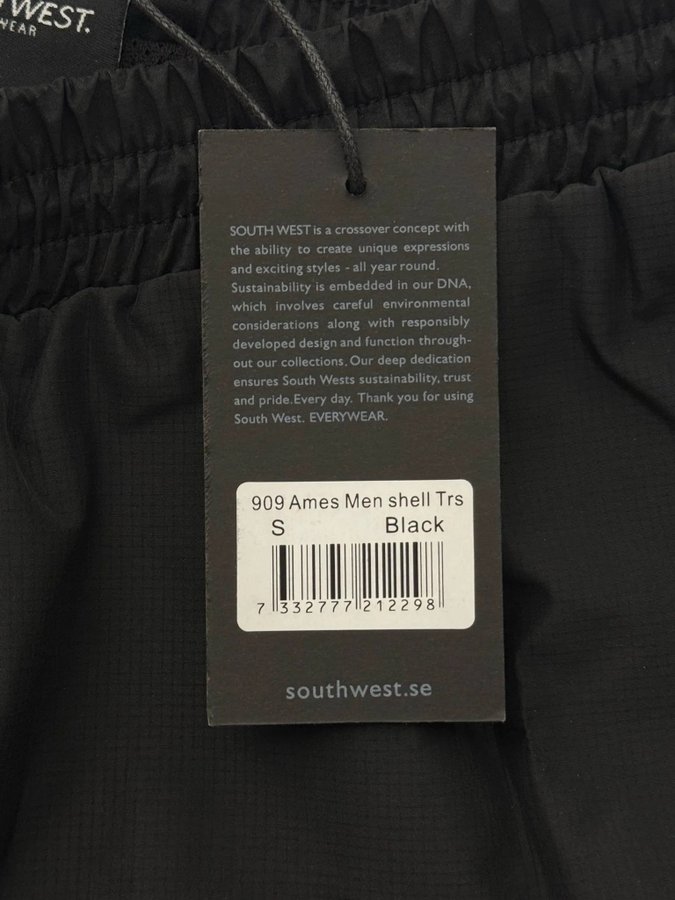 WEST.
WEAR
SOUTH WEST is a crossover concept with
the ability to create unique expressions
and exciting styles - all year round.
Sustainability is embedded in our DNA,
which involves careful environmental
considerations along with responsibly
developed design and function through-
out our collections. Our deep dedication
ensures South Wests sustainability, trust
and pride.Every day. Thank you for using
South West. EVERYWEAR.
909 Ames Men shell Trs
S Black
7 332777 212298
southwest.se